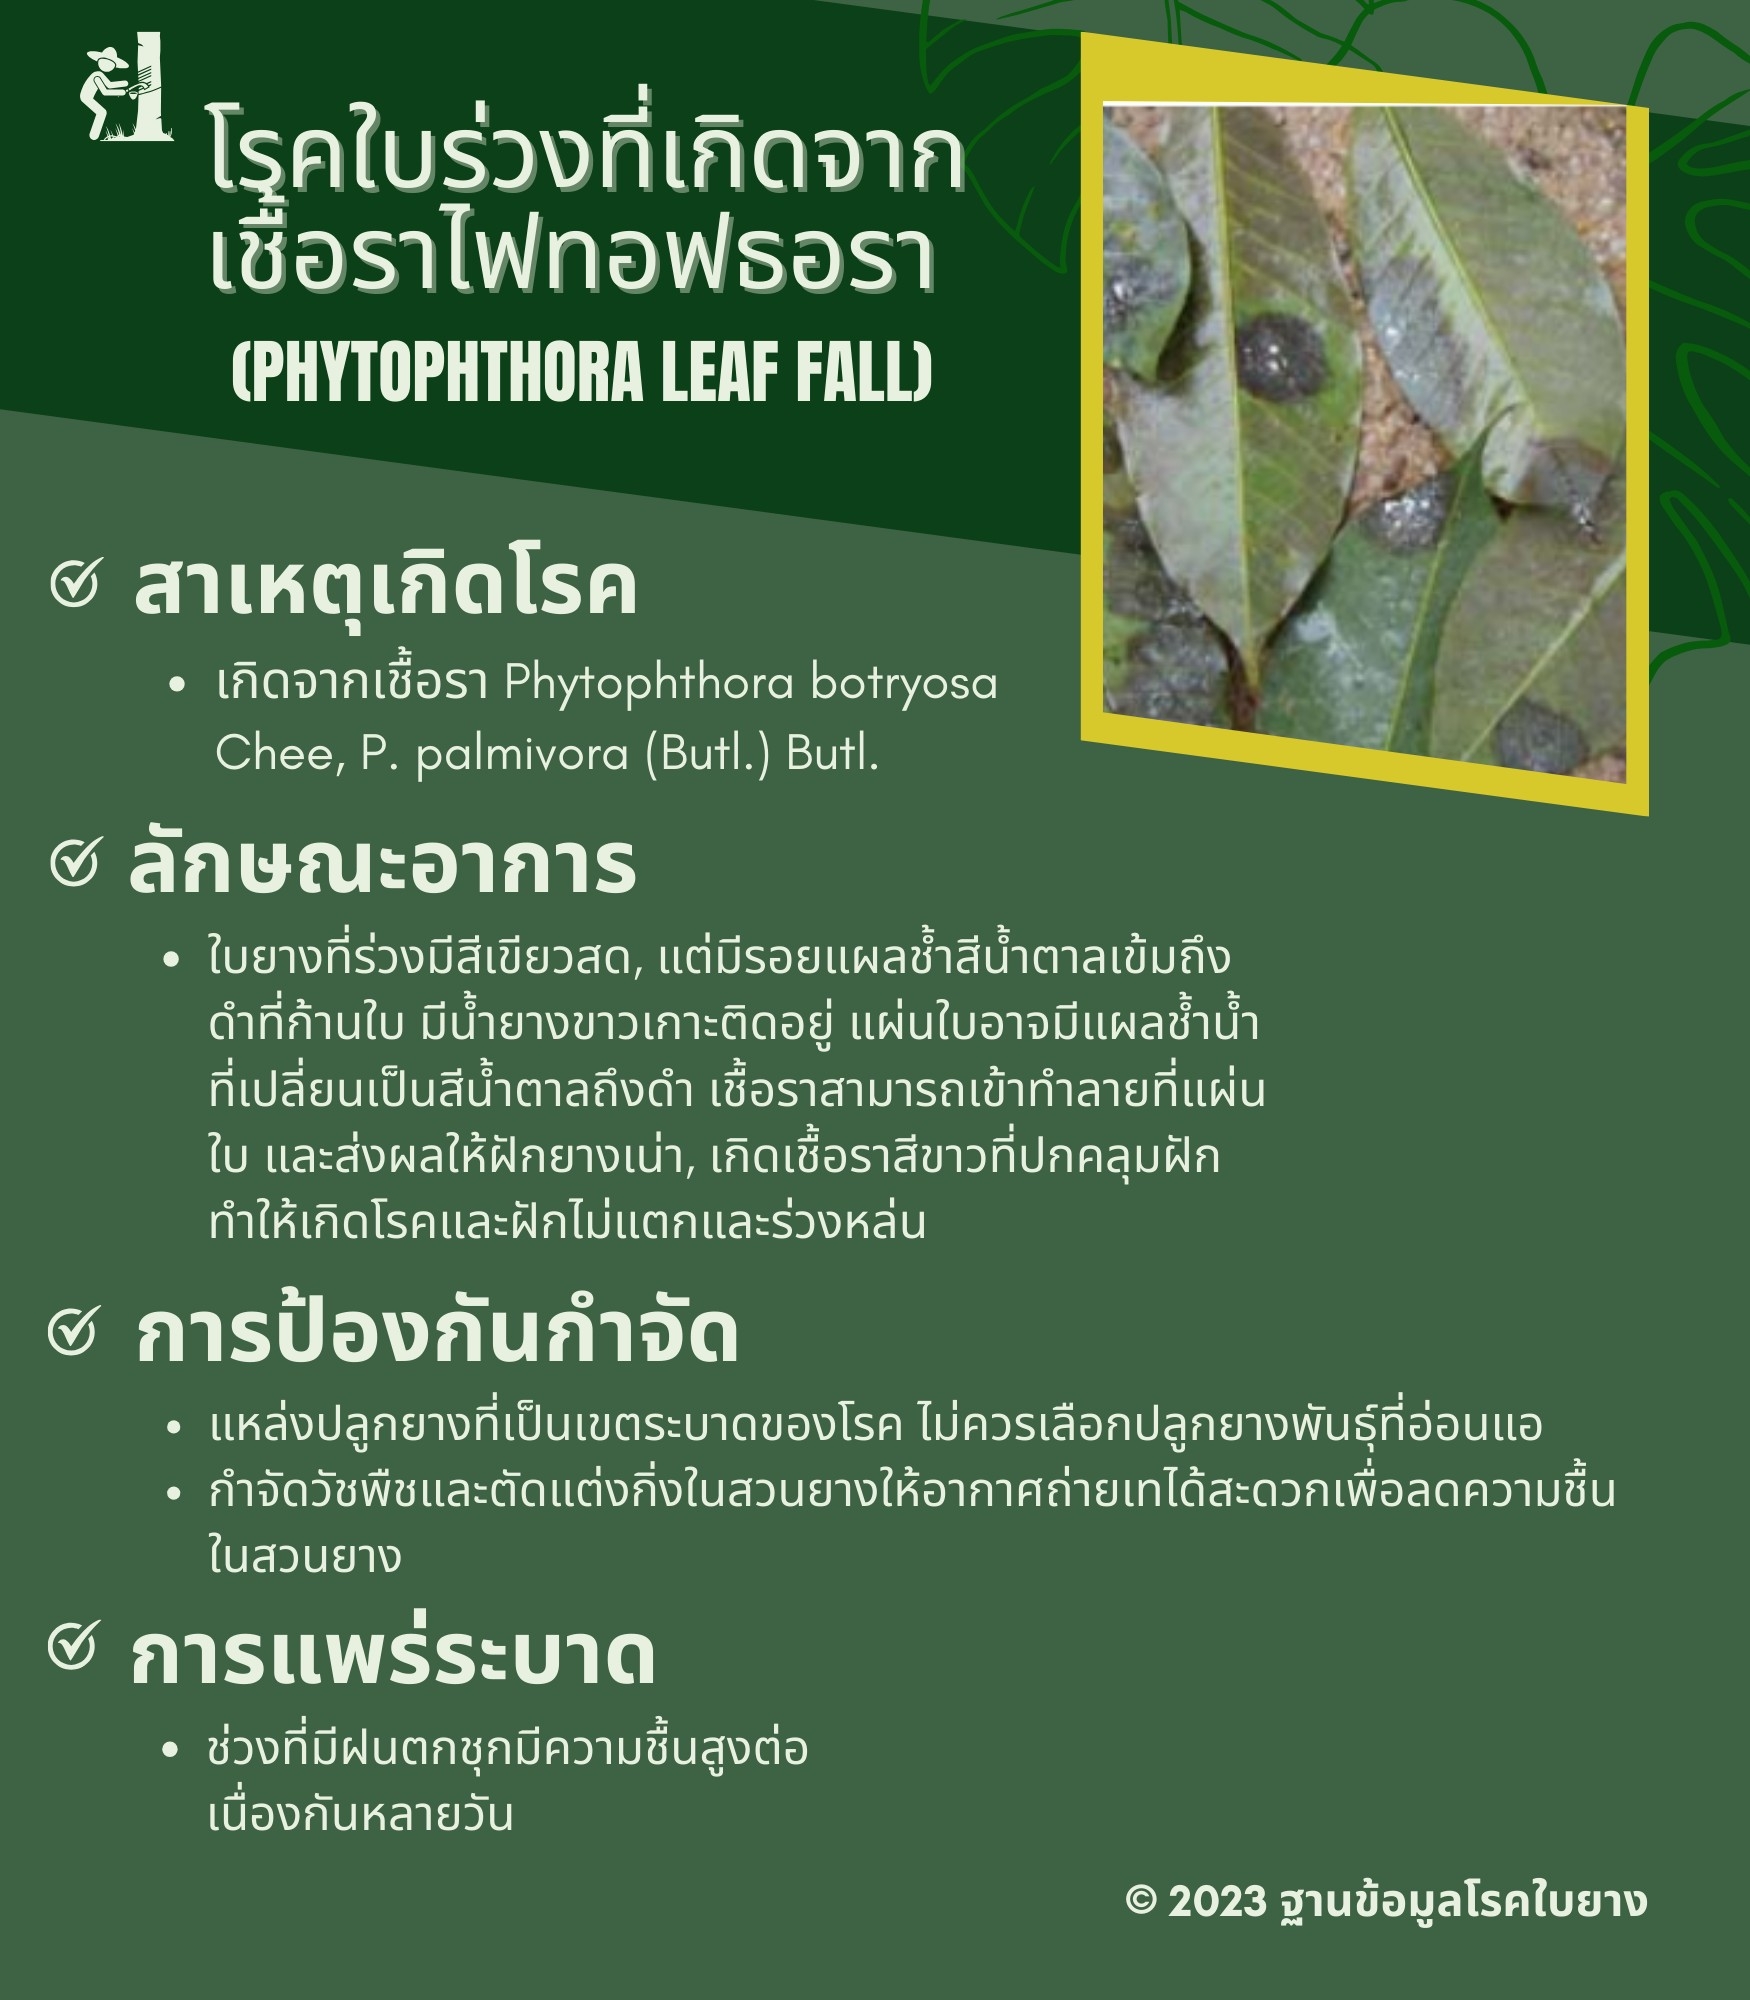 โรคใบร่วงที่เกิดจาก
เชื้อราไฟทอฟธอรา
(PHYTOPHTHORA LEAF FALL)
สาเหตุเกิดโรค
• เกิดจากเชื้อรา Phytophthora botryosa
Chee, P. palmivora (Butl.) Butl.
ลักษณะอาการ
• ใบยางที่ร่วงมีสีเขียวสด, แต่มีรอยแผลช้ำสีน้ำตาลเข้มถึง
ดำที่ก้านใบ มีน้ำยางขาวเกาะติดอยู่ แผ่นใบอาจมีแผลช้ำน้ำ
ที่เปลี่ยนเป็นสีน้ำตาลถึงดำ เชื้อราสามารถเข้าทำลายที่แผ่น
ใบ และส่งผลให้ฝักยางเน่า, เกิดเชื้อราสีขาวที่ปกคลุมฝัก
ทำให้เกิดโรคและฝักไม่แตกและร่วงหล่น
การป้องกันกำจัด
• แหล่งปลูกยางที่เป็นเขตระบาดของโรค ไม่ควรเลือกปลูกยางพันธุ์ที่อ่อนแอ
• กำจัดวัชพืชและตัดแต่งกิ่งในสวนยางให้อากาศถ่ายเทได้สะดวกเพื่อลดความชื้น
ในสวนยาง
การแพร่ระบาด
• ช่วงที่มีฝนตกชุกมีความชื้นสูงต่อ
เนื่องกันหลายวัน
© 2023 ฐานข้อมูลโรคใบยาง